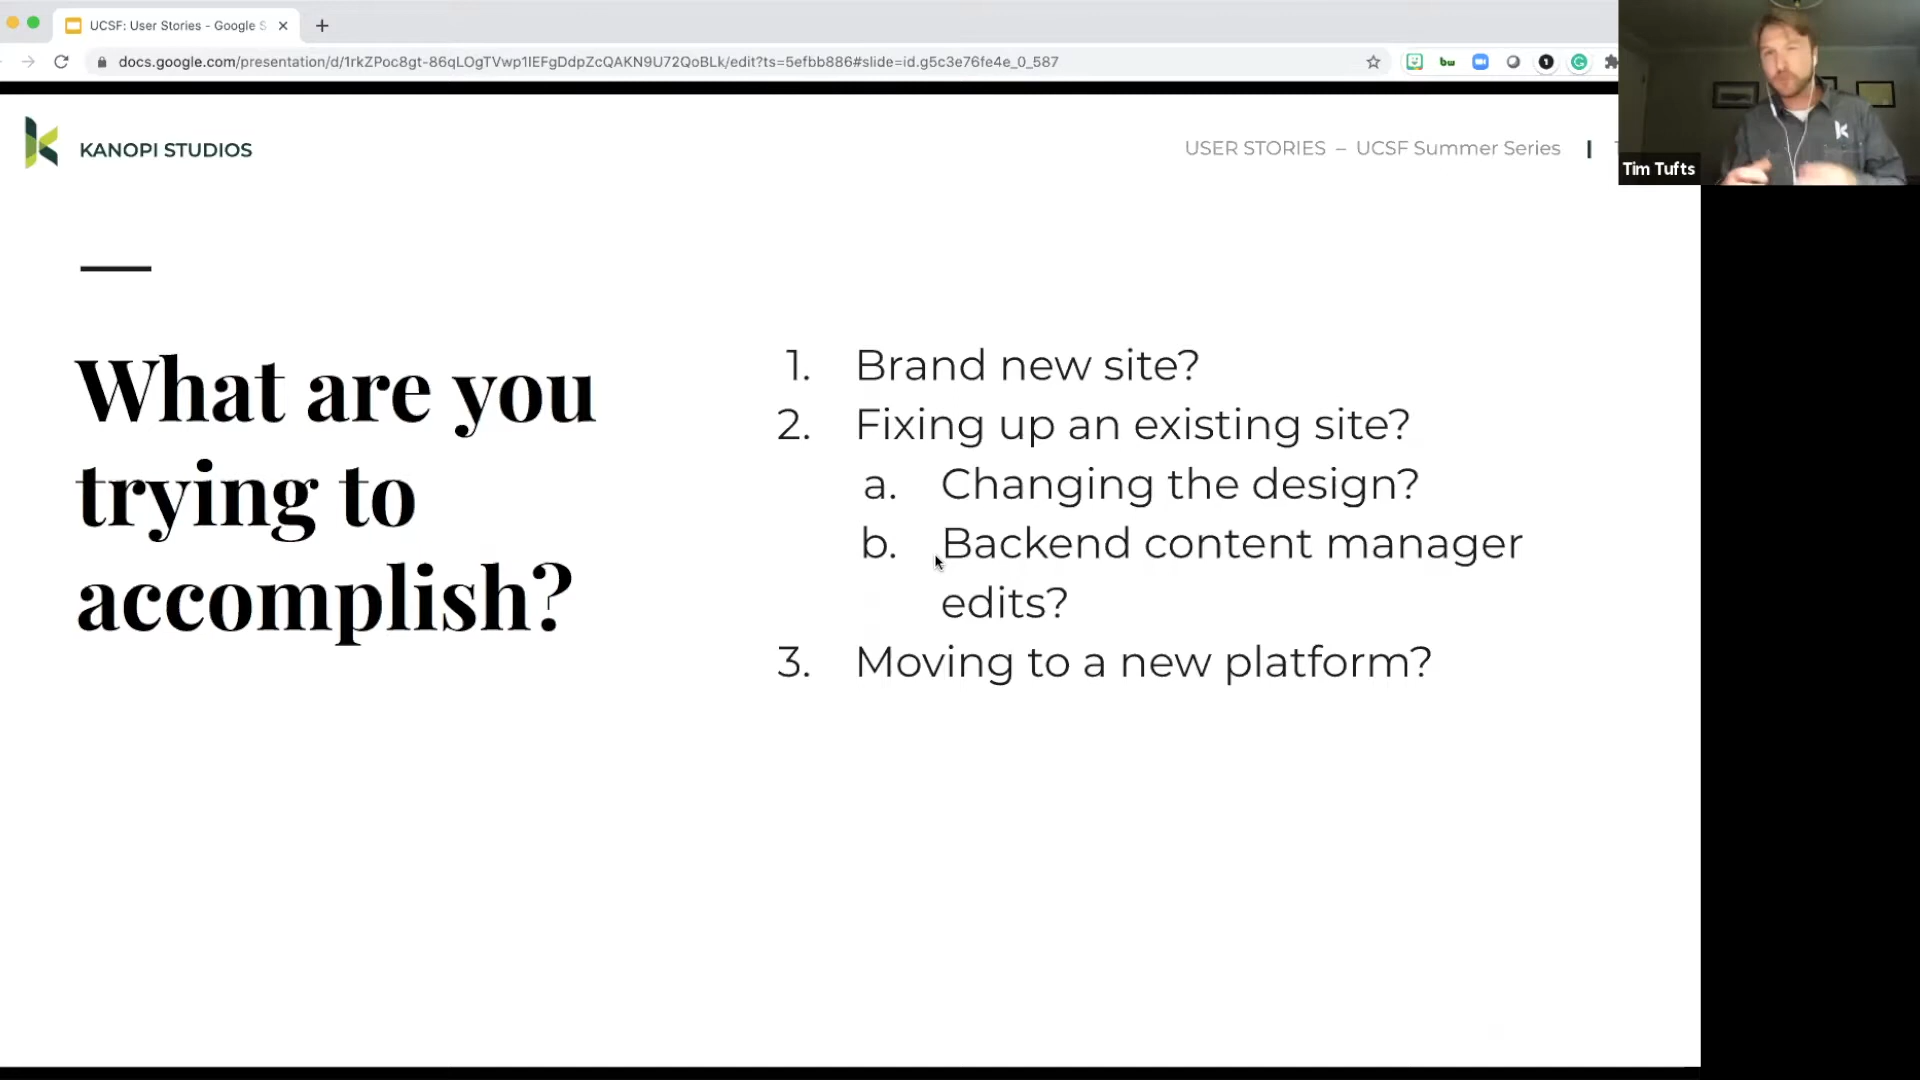 UCSF: User Stories - Google S
docs.google.com/presentation/d/1rkZPoc8gt-86qLOgTVwp1lEFgDdpZcQAKN9U72QoBLk/edit?ts=5efbb886#slide=id.g5c3e76fe4e_0_587
bw
KANOPI STUDIOS
USER STORIES – UCSF Summer Series
Tim Tufts
What are you
trying to
accomplish?
1. Brand new site?
2. Fixing up an existing site?
a. Changing the design?
b. Backend content manager
edits?
3. Moving to a new platform?